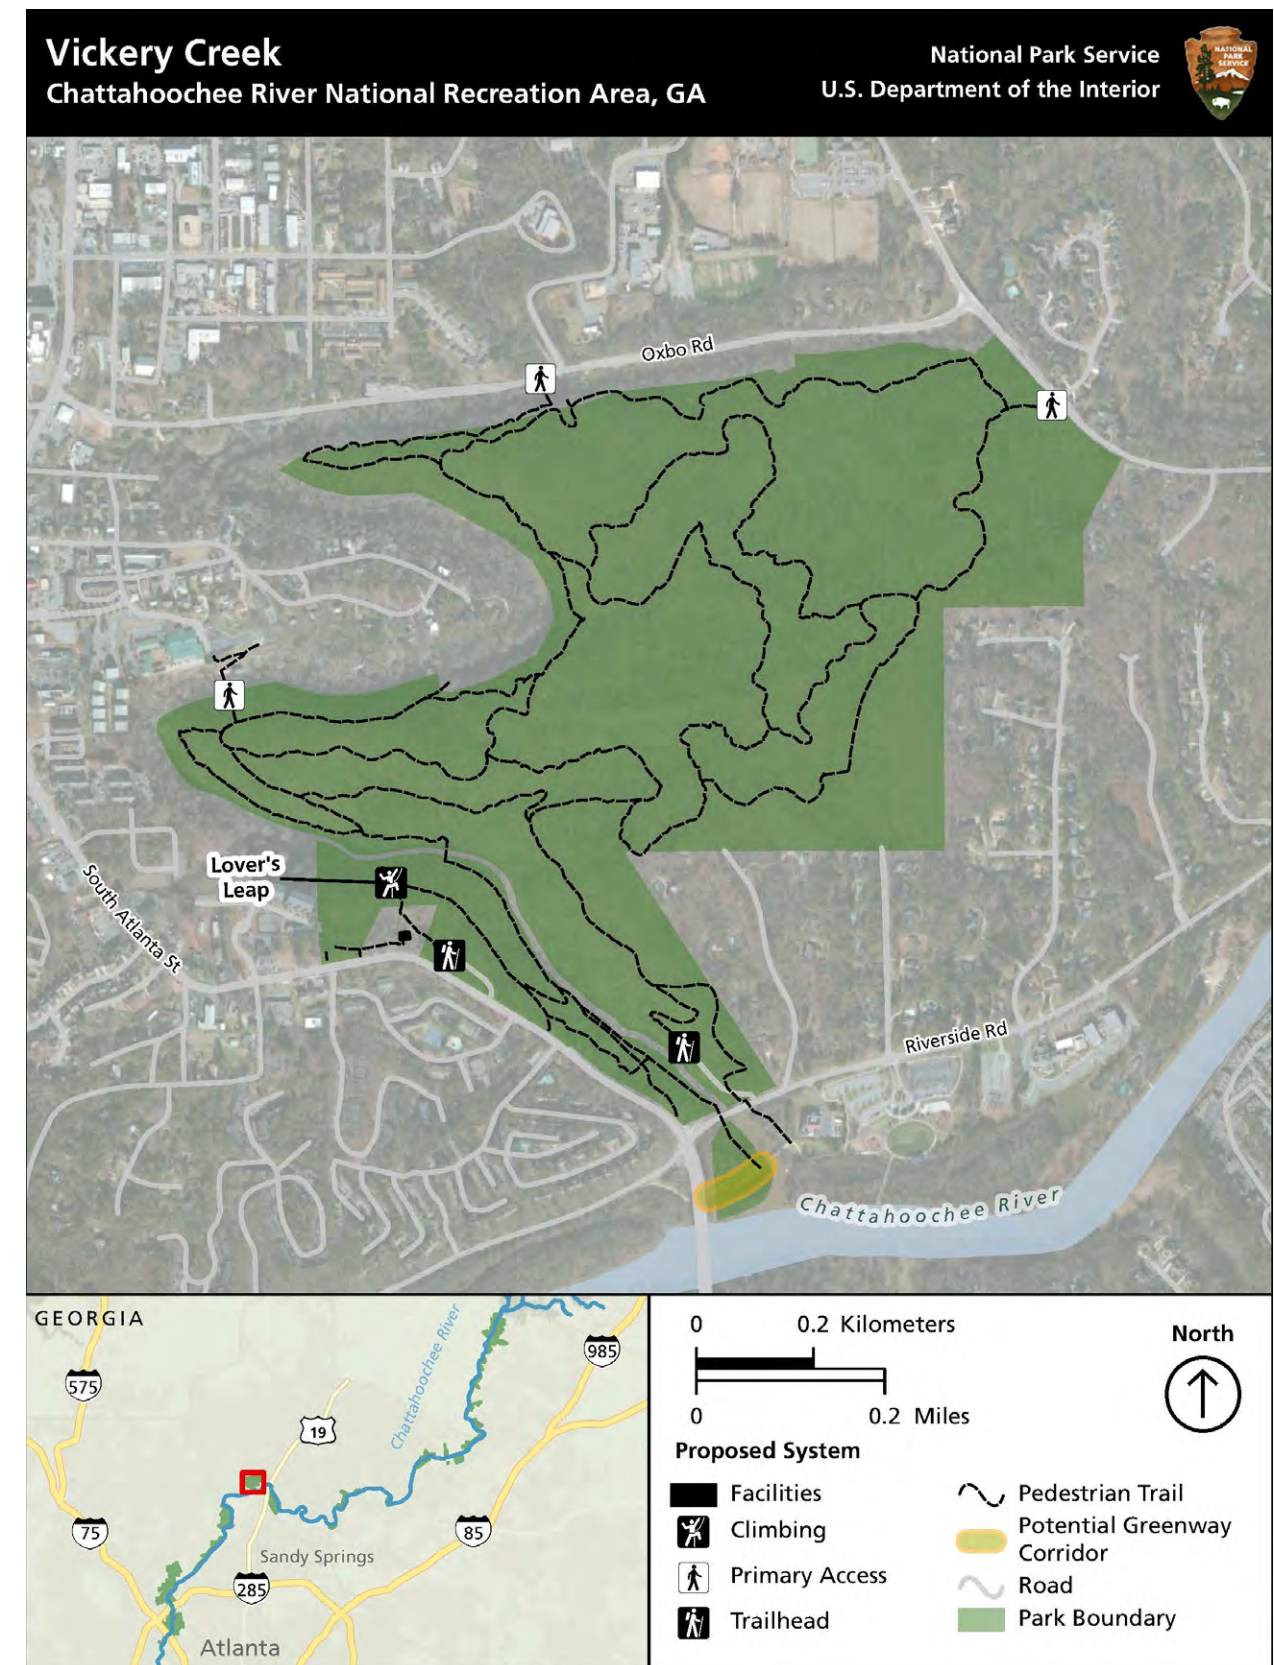 Vickery Creek
Chattahoochee River National Recreation Area, GA
National Park Service
U.S. Department of the Interior
NATIONAL
PARK
SERVICE
Oxbo Rd
Lover's
Leap
South Atlanta St
Riverside Rd
Chattahoochee River
GEORGIA
575
985
19
Chattahoochee River
75
85
Sandy Springs
285
Atlanta
0 0.2 Kilometers
0 0.2 Miles
North
Proposed System
Facilities
Climbing
Primary Access
Trailhead
Pedestrian Trail
Potential Greenway
Corridor
Road
Park Boundary